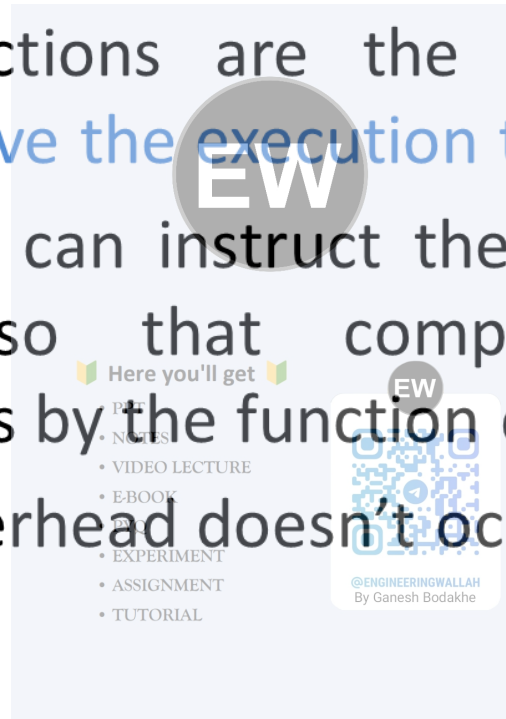 ctions are the
ve the execution t
EW
can instruct the
so that comp
Here you'll get
EW
• PPT
s by the function
• NOTES
• VIDEO LECTURE
• E-BOOK
erhead doesn't oc
• PYQ
• EXPERIMENT
• ASSIGNMENT
@ENGINEERINGWALLAH
By Ganesh Bodakhe
• TUTORIAL